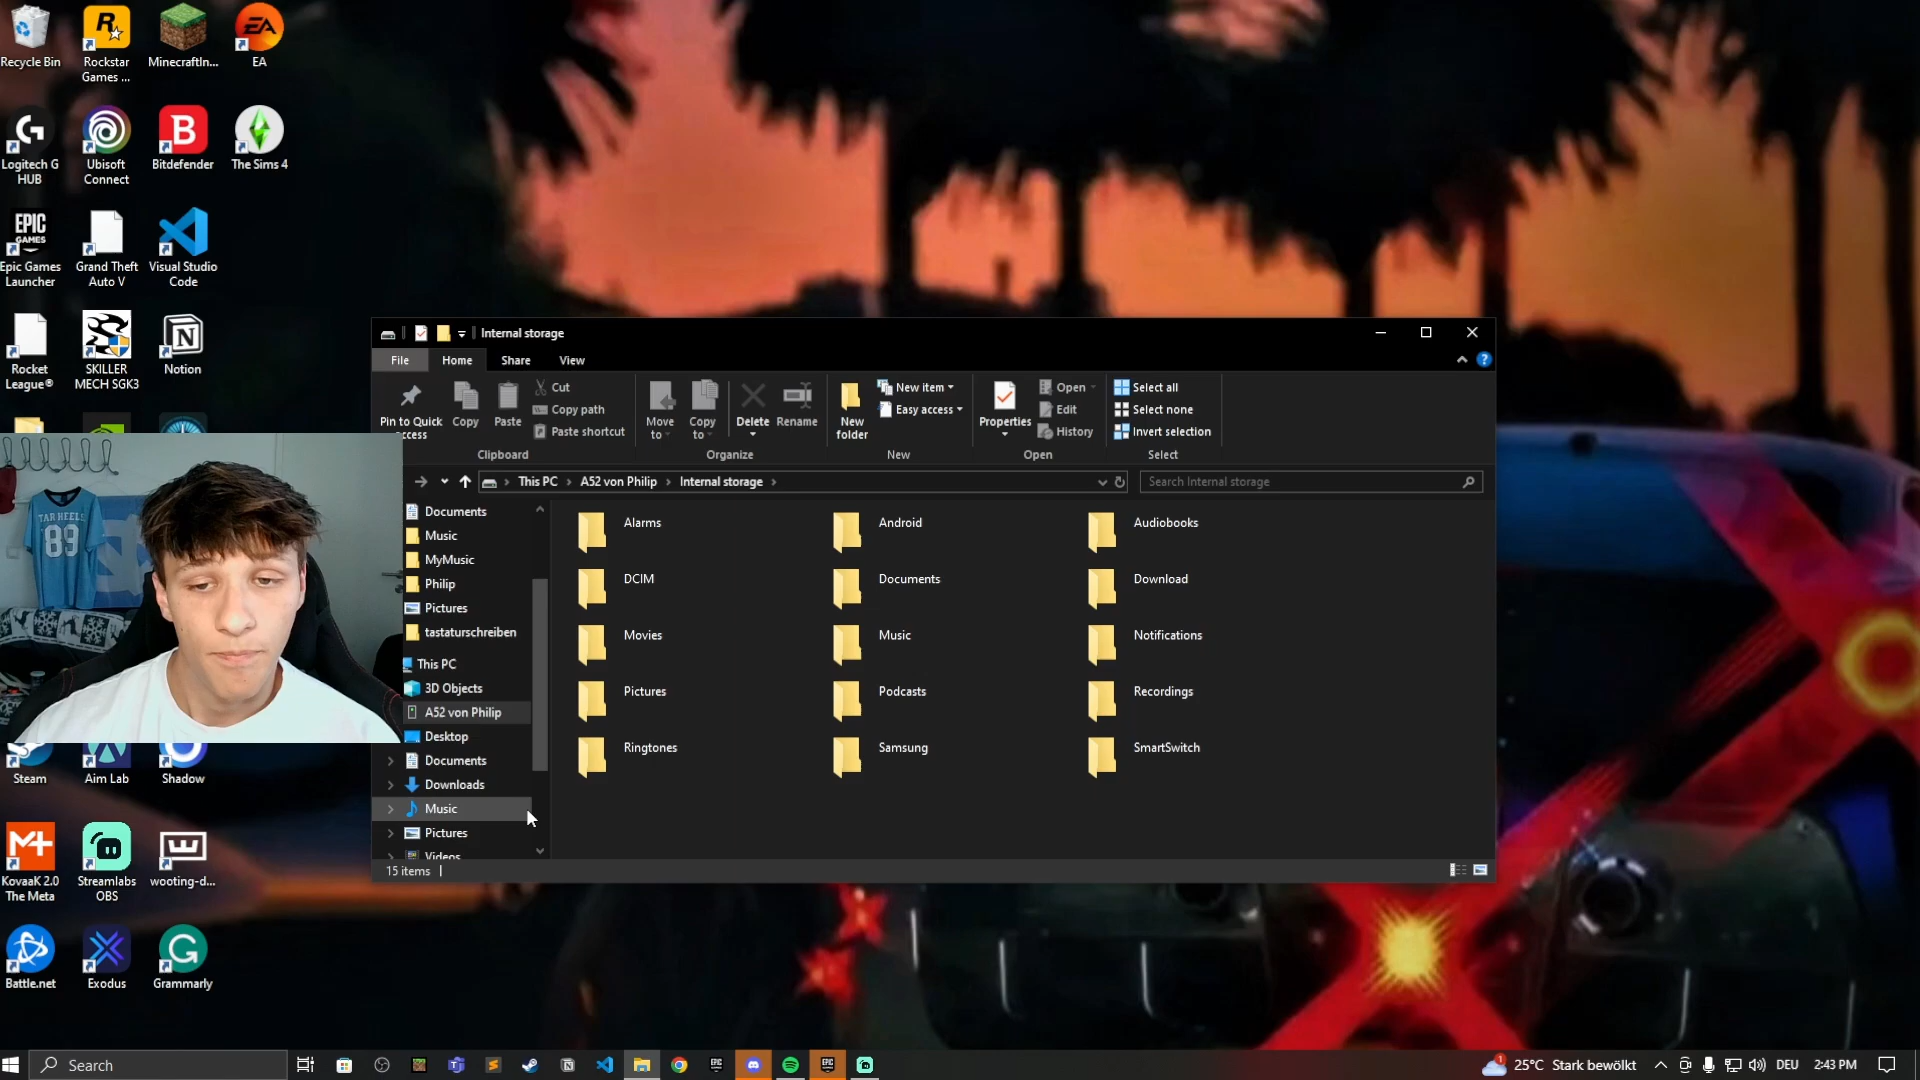 Recycle Bin
Rockstar
Games ...
MinecraftIn...
EA
EA
Logitech G
HUB
Ubisoft
Connect
B
Bitdefender
The Sims 4
EPIC
GAMES
Epic Games
Launcher
Grand Theft
Auto V
Visual Studio
Code
Rocket
League®
SKILLER
SKILLER
MECH SGK3
Notion
Internal storage
File
Home
Share
View
Pin to Quick
access
Copy
Paste
Cut
Copy path
Paste shortcut
Clipboard
Move
to
Copy
to
Delete
Rename
Organize
New
folder
New item
Easy access
New
Properties
Open
Edit
History
Open
Select all
Select none
Invert selection
Select
This PC
A52 von Philip
Internal storage
Search Internal storage
Documents
Music
MyMusic
Philip
Pictures
tastaturschreiben
This PC
3D Objects
A52 von Philip
Desktop
Documents
Downloads
Music
Pictures
Videos
Alarms
Android
Audiobooks
DCIM
Documents
Download
Movies
Music
Notifications
Pictures
Podcasts
Recordings
Ringtones
Samsung
SmartSwitch
15 items
TAR HEELS
89
Steam
Aim Lab
Shadow
KovaaK 2.0
The Meta
Streamlabs
OBS
wooting-d...
Battle.net
Exodus
Grammarly
Search
EPIC
EPIC
1
25°C Stark bewölkt
DEU
2:43 PM